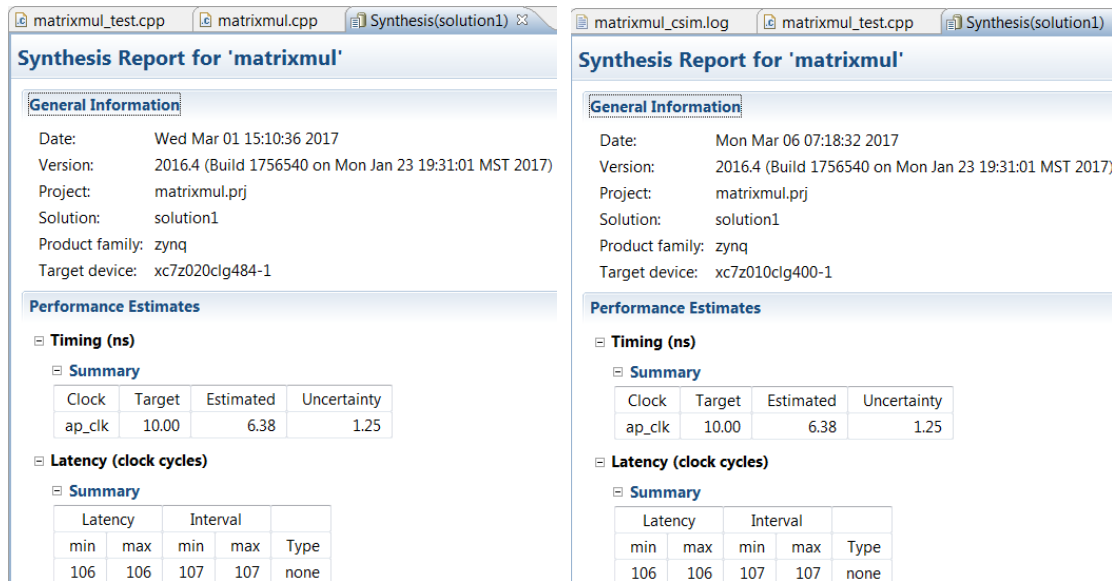 matrixmul_test.cpp matrixmul.cpp Synthesis(solution1)
Synthesis Report for 'matrixmul'
General Information
Date: Wed Mar 01 15:10:36 2017
Version: 2016.4 (Build 1756540 on Mon Jan 23 19:31:01 MST 2017)
Project: matrixmul.prj
Solution: solution1
Product family: zynq
Target device: xc7z020clg484-1
Performance Estimates
Timing (ns)
Summary
Clock Target Estimated Uncertainty
ap_clk 10.00 6.38 1.25
Latency (clock cycles)
Summary
Latency Interval
min max min max Type
106 106 107 107 none
matrixmul_csim.log matrixmul_test.cpp Synthesis(solution1)
Synthesis Report for 'matrixmul'
General Information
Date: Mon Mar 06 07:18:32 2017
Version: 2016.4 (Build 1756540 on Mon Jan 23 19:31:01 MST 2017)
Project: matrixmul.prj
Solution: solution1
Product family: zynq
Target device: xc7z010clg400-1
Performance Estimates
Timing (ns)
Summary
Clock Target Estimated Uncertainty
ap_clk 10.00 6.38 1.25
Latency (clock cycles)
Summary
Latency Interval
min max min max Type
106 106 107 107 none